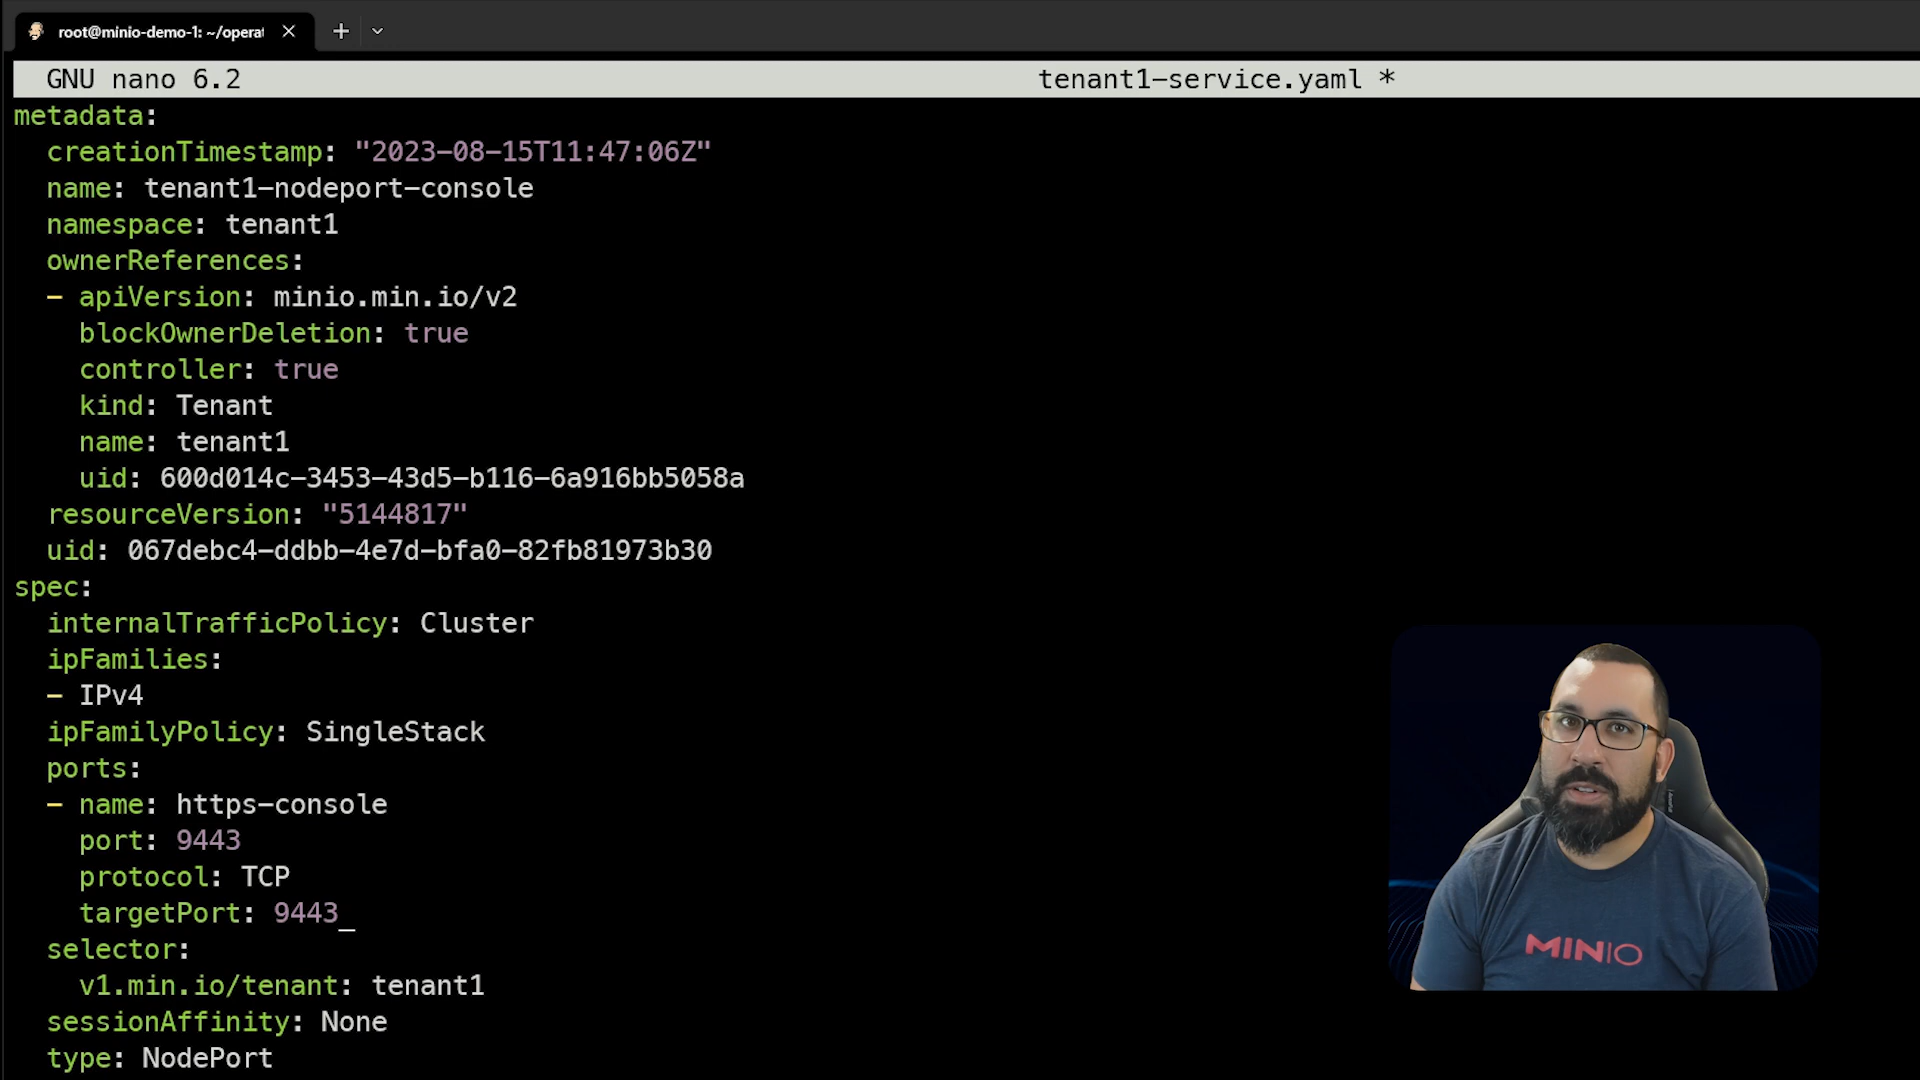 root@minio-demo-1: ~/operat
GNU nano 6.2 tenant1-service.yaml *
metadata:
  creationTimestamp: "2023-08-15T11:47:06Z"
  name: tenant1-nodeport-console
  namespace: tenant1
  ownerReferences:
  - apiVersion: minio.min.io/v2
    blockOwnerDeletion: true
    controller: true
    kind: Tenant
    name: tenant1
    uid: 600d014c-3453-43d5-b116-6a916bb5058a
  resourceVersion: "5144817"
  uid: 067debc4-ddbb-4e7d-bfa0-82fb81973b30
spec:
  internalTrafficPolicy: Cluster
  ipFamilies:
  - IPv4
  ipFamilyPolicy: SingleStack
  ports:
  - name: https-console
    port: 9443
    protocol: TCP
    targetPort: 9443_
  selector:
    v1.min.io/tenant: tenant1
  sessionAffinity: None
  type: NodePort
MINIO